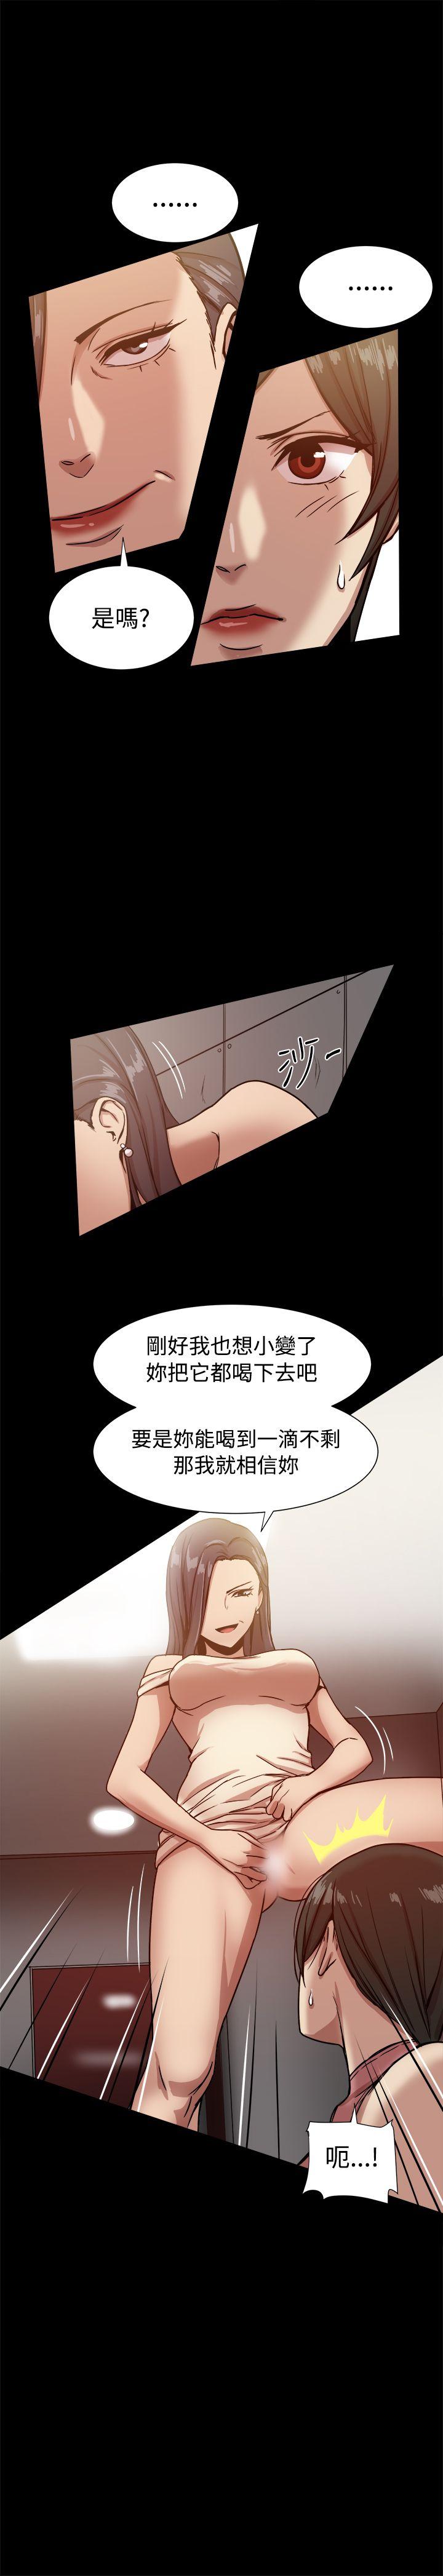 ……
……
是嗎?
沙-
剛好我也想小變了
妳把它都喝下去吧
要是妳能喝到一滴不剩
那我就相信妳
呃...!